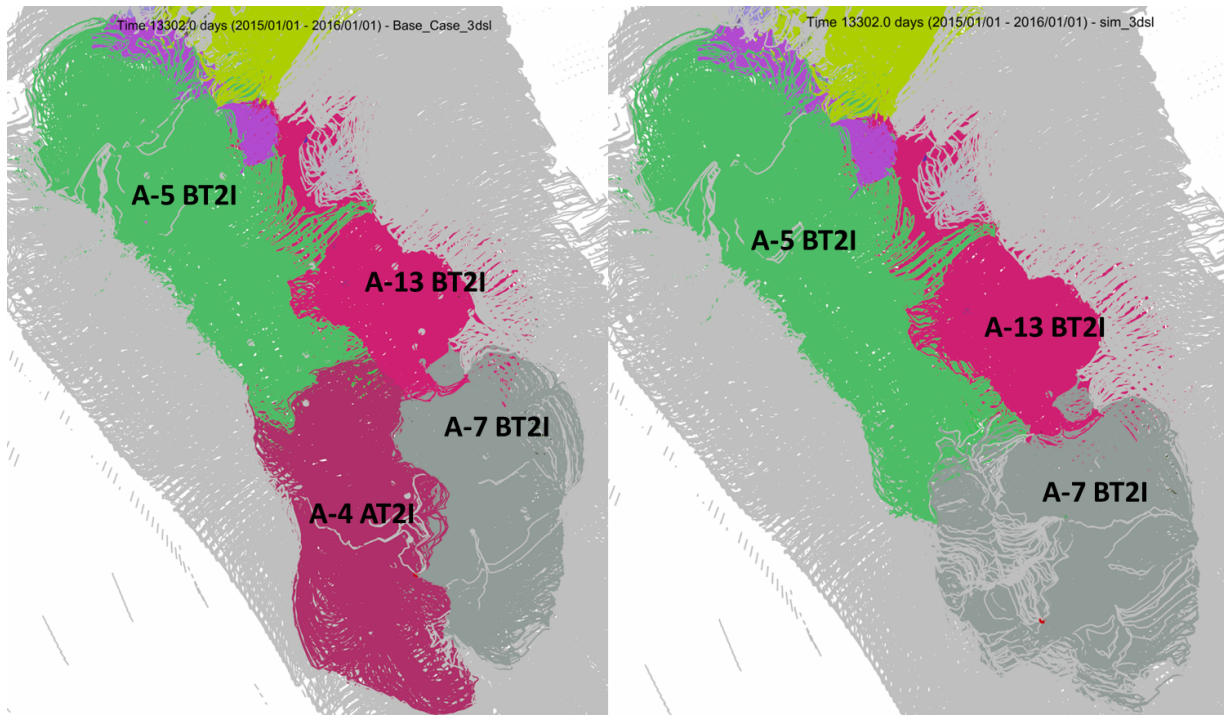 Time 13302.0 days (2015/01/01 - 2016/01/01) - Base_Case_3dsl
A-5 BT2I
A-13 BT2I
A-7 BT2I
A-4 AT2I
Time 13302.0 days (2015/01/01 - 2016/01/01) - sim_3dsl
A-5 BT2I
A-13 BT2I
A-7 BT2I